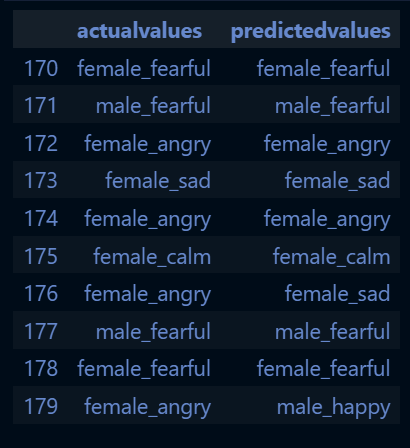 actualvalues predictedvalues
170 female_fearful female_fearful
171 male_fearful male_fearful
172 female_angry female_angry
173 female_sad female_sad
174 female_angry female_angry
175 female_calm female_calm
176 female_angry female_sad
177 male_fearful male_fearful
178 female_fearful female_fearful
179 female_angry male_happy